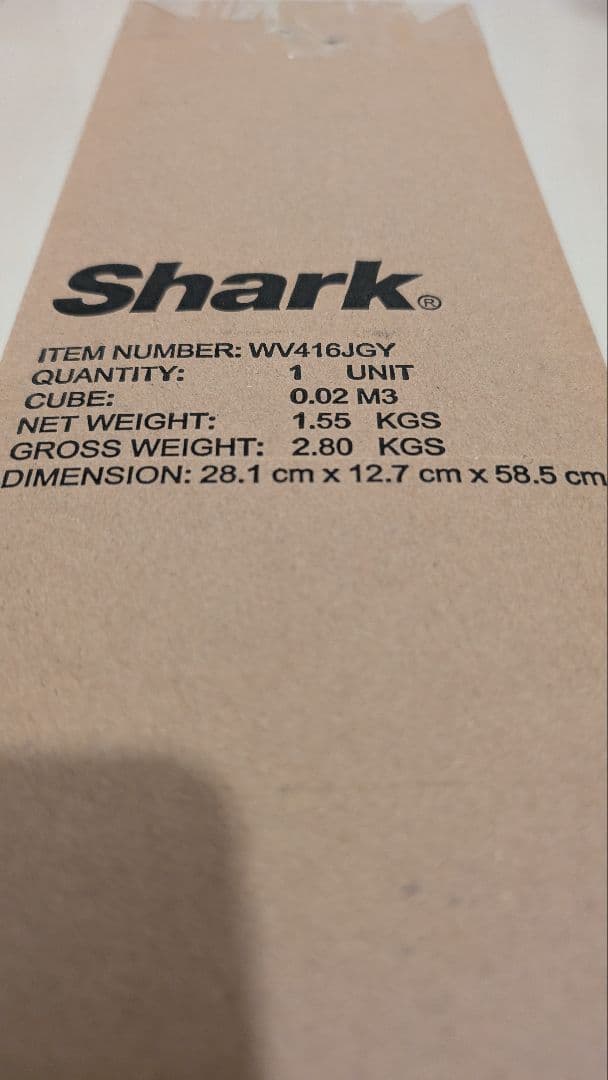 Shark®
ITEM NUMBER: WV416JGY
QUANTITY: 1 UNIT
CUBE: 0.02 M3
NET WEIGHT: 1.55 KGS
GROSS WEIGHT: 2.80 KGS
DIMENSION: 28.1 cm x 12.7 cm x 58.5 cm